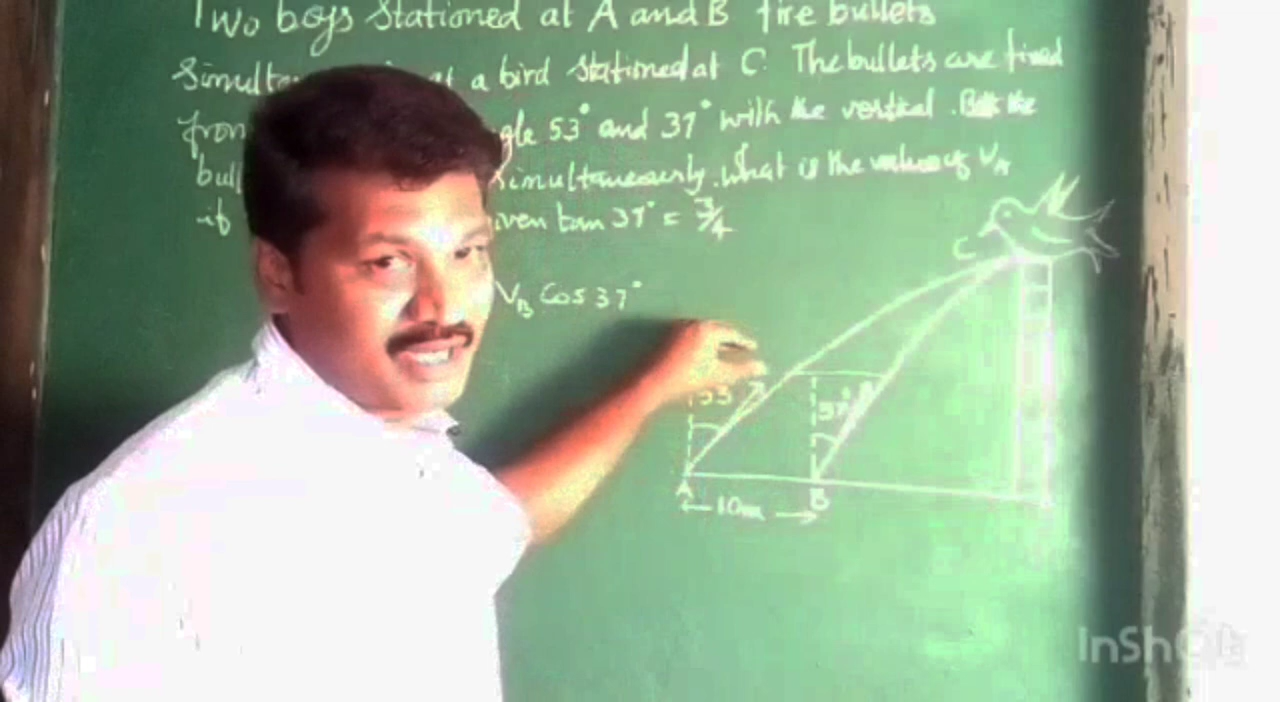 Two boys Stationed at A and B fire bullets
Simulta at a bird Stationed at C. The bullets are fired
from gle 53° and 37° with the vertical. Both the
bull simultaneously. what is the value of VA
if iven tan 37° = 3/4
VB Cos 37°
C
53
37°
A
B
10m
InShOt